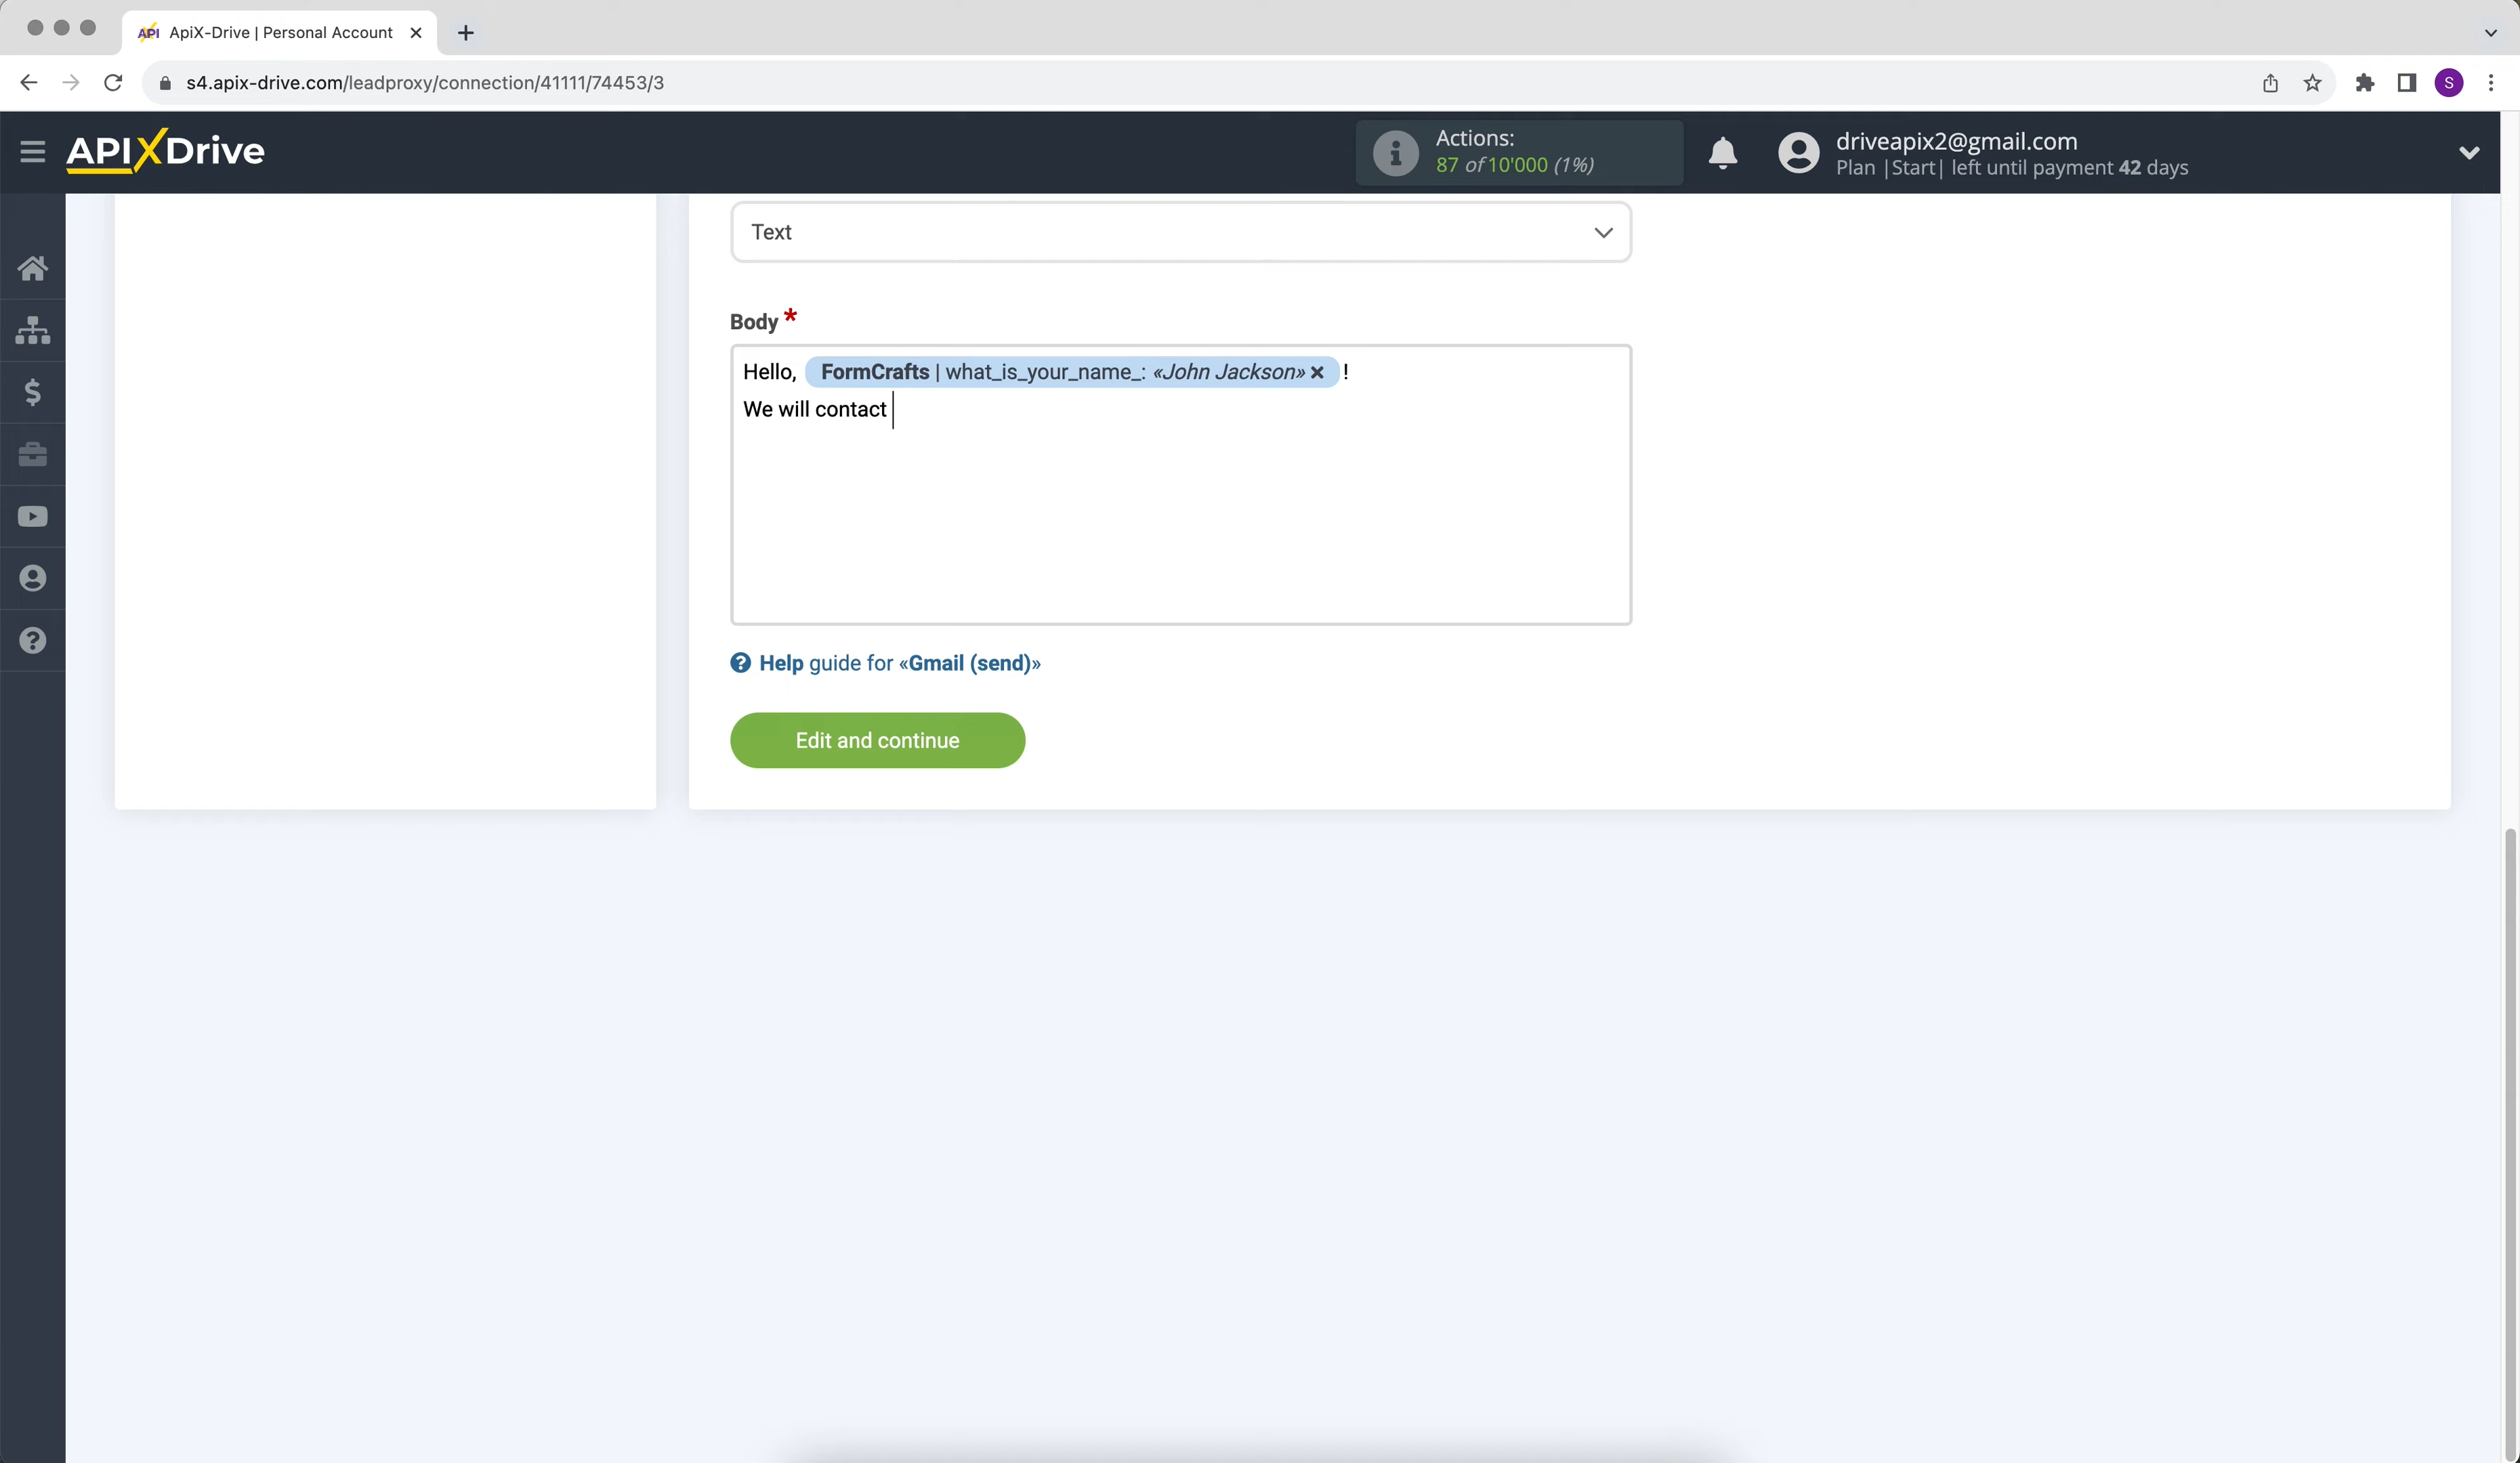 API ApiX-Drive | Personal Account
s4.apix-drive.com/leadproxy/connection/41111/74453/3
S
APIXDrive
Actions:
87 of 10'000 (1%)
driveapix2@gmail.com
Plan |Start| left until payment 42 days
Text
Body *
Hello, FormCrafts | what_is_your_name_: «John Jackson» !
We will contact
Help guide for «Gmail (send)»
Edit and continue